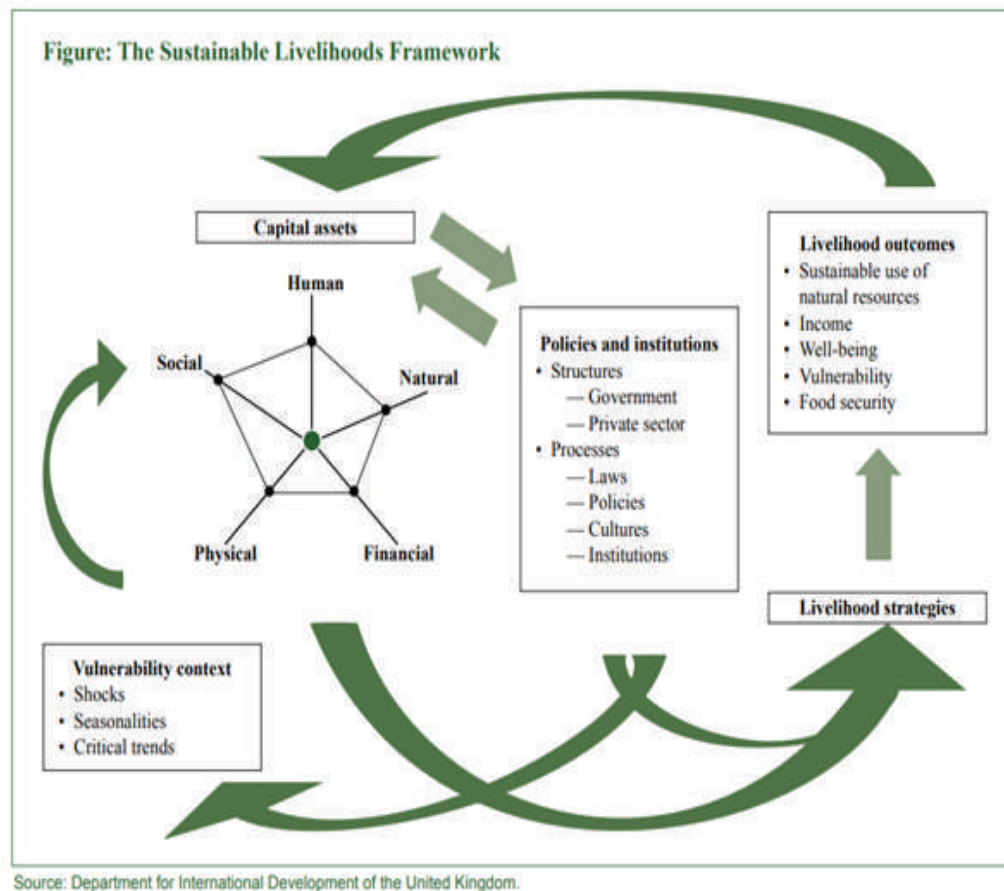 Figure: The Sustainable Livelihoods Framework
Capital assets
Human
Social
Natural
Physical
Financial
Policies and institutions
• Structures
— Government
— Private sector
• Processes
— Laws
— Policies
— Cultures
— Institutions
Livelihood outcomes
• Sustainable use of
natural resources
• Income
• Well-being
• Vulnerability
• Food security
Livelihood strategies
Vulnerability context
• Shocks
• Seasonalities
• Critical trends
Source: Department for International Development of the United Kingdom.